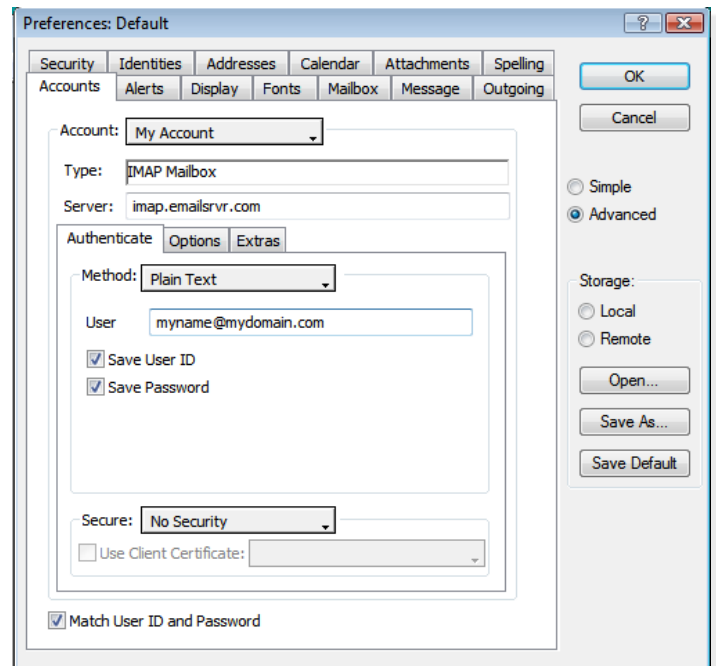 Preferences: Default
?
Security Identities Addresses Calendar Attachments Spelling
Accounts Alerts Display Fonts Mailbox Message Outgoing
OK
Cancel
Account: My Account
Type: IMAP Mailbox
Server: imap.emailsrvr.com
Simple
Advanced
Authenticate Options Extras
Method: Plain Text
User myname@mydomain.com
Save User ID
Save Password
Storage:
Local
Remote
Open...
Save As...
Save Default
Secure: No Security
Use Client Certificate:
Match User ID and Password